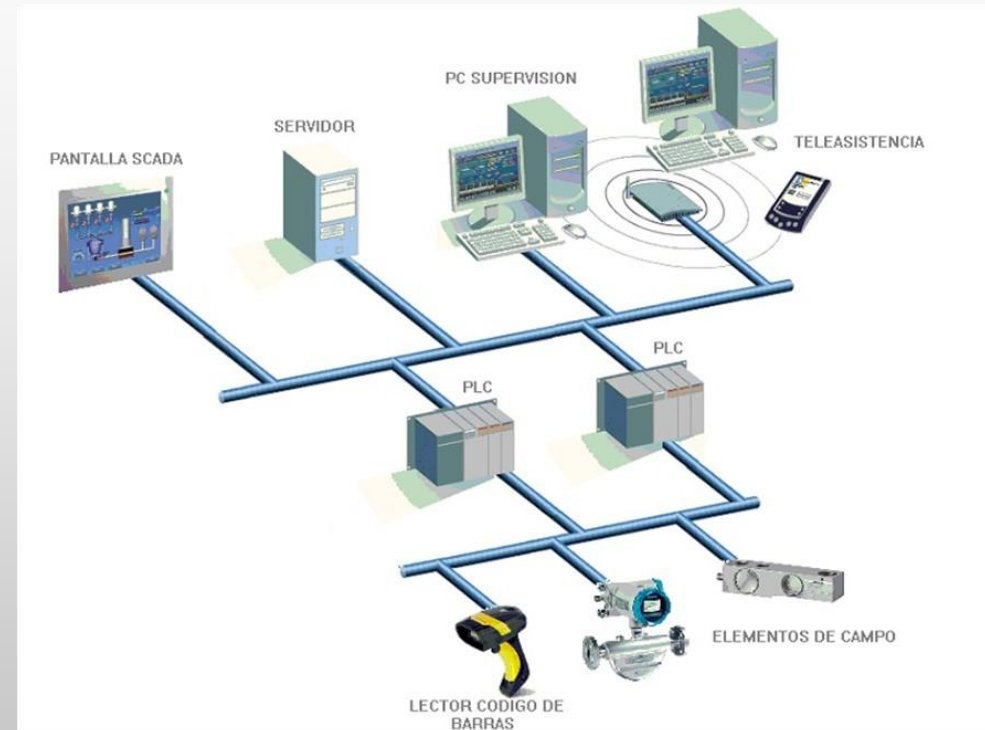 PC SUPERVISION
SERVIDOR
TELEASISTENCIA
PANTALLA SCADA
PLC
PLC
ELEMENTOS DE CAMPO
LECTOR CODIGO DE
BARRAS